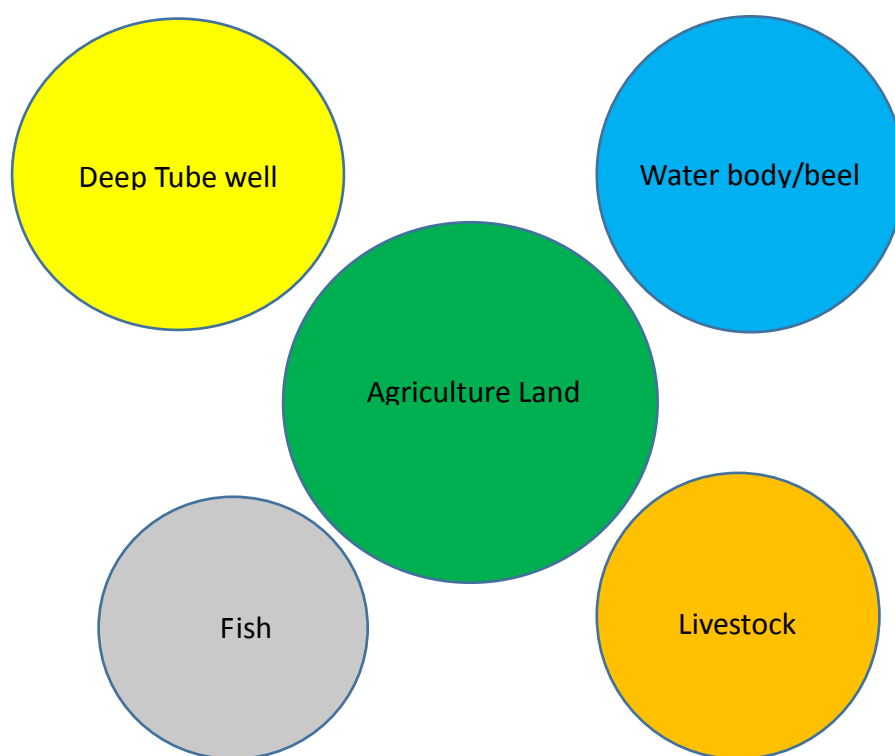 Deep Tube well
Water body/beel
Agriculture Land
Fish
Livestock